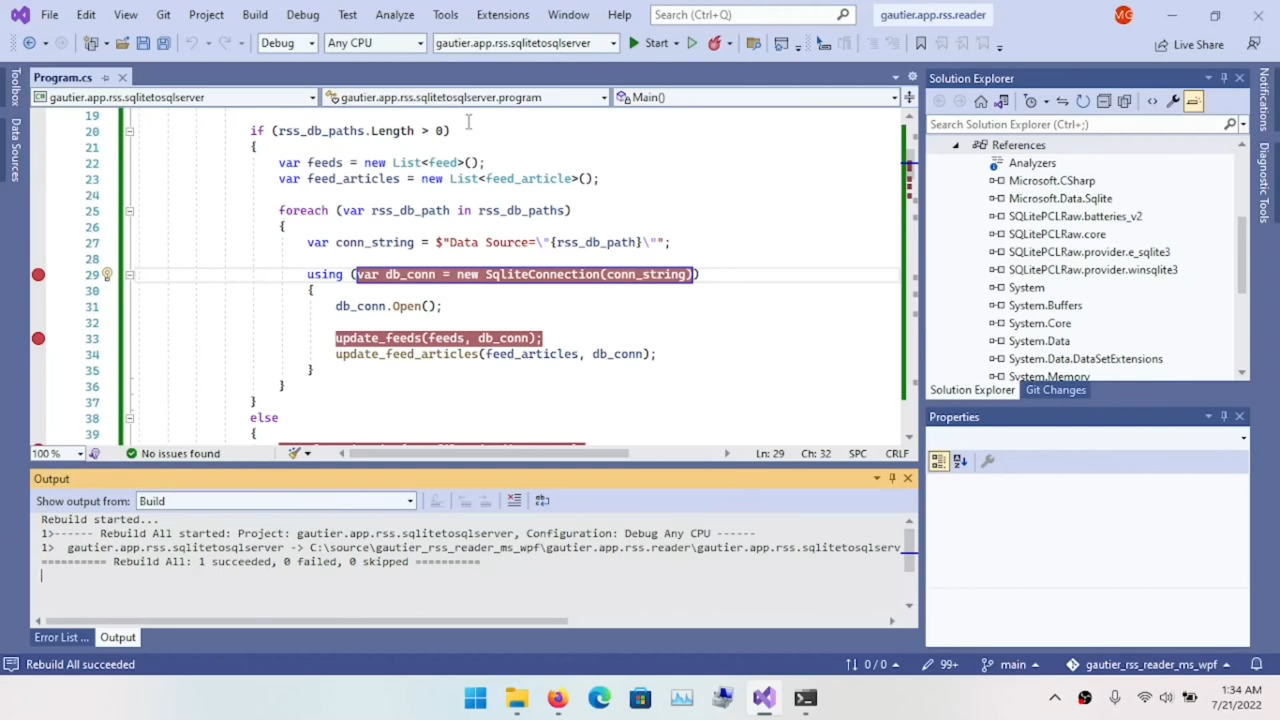 File Edit View Git Project Build Debug Test Analyze Tools Extensions Window Help Search (Ctrl+Q) gautier.app.rss.reader MG
Debug Any CPU gautier.app.rss.sqlitetosqlserver Start Live Share
Toolbox
Data Sources
Program.cs
gautier.app.rss.sqlitetosqlserver gautier.app.rss.sqlitetosqlserver.program Main()
19
20 if (rss_db_paths.Length > 0)
21 {
22 var feeds = new List<feed>();
23 var feed_articles = new List<feed_article>();
24
25 foreach (var rss_db_path in rss_db_paths)
26 {
27 var conn_string = $"Data Source=\"{rss_db_path}\"";
28
29 using (var db_conn = new SqliteConnection(conn_string))
30 {
31 db_conn.Open();
32
33 update_feeds(feeds, db_conn);
34 update_feed_articles(feed_articles, db_conn);
35 }
36 }
37 }
38 else
39 {
100 % No issues found Ln: 29 Ch: 32 SPC CRLF
Output
Show output from: Build
Rebuild started...
1>------ Rebuild All started: Project: gautier.app.rss.sqlitetosqlserver, Configuration: Debug Any CPU ------
1> gautier.app.rss.sqlitetosqlserver -> C:\source\gautier_rss_reader_ms_wpf\gautier.app.rss.reader\gautier.app.rss.sqlitetosqlserv
========== Rebuild All: 1 succeeded, 0 failed, 0 skipped ==========
Error List ... Output
Solution Explorer
Search Solution Explorer (Ctrl+;)
References
Analyzers
Microsoft.CSharp
Microsoft.Data.Sqlite
SQLitePCLRaw.batteries_v2
SQLitePCLRaw.core
SQLitePCLRaw.provider.e_sqlite3
SQLitePCLRaw.provider.winsqlite3
System
System.Buffers
System.Core
System.Data
System.Data.DataSetExtensions
System.Memory
Solution Explorer Git Changes
Properties
Notifications
Diagnostic Tools
Rebuild All succeeded 0 / 0 99+ main gautier_rss_reader_ms_wpf
1:34 AM
7/21/2022